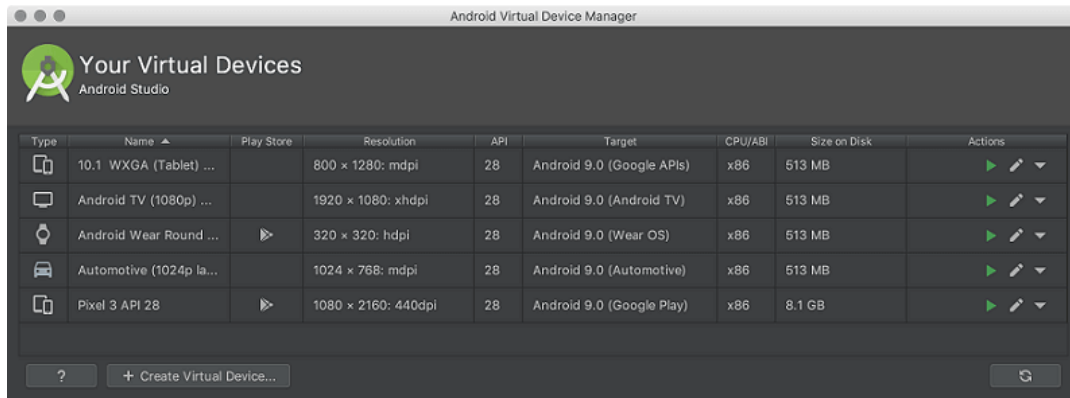 Android Virtual Device Manager
Your Virtual Devices
Android Studio
Type Name Play Store Resolution API Target CPU/ABI Size on Disk Actions
10.1 WXGA (Tablet) ... 800 × 1280: mdpi 28 Android 9.0 (Google APIs) x86 513 MB
Android TV (1080p) ... 1920 × 1080: xhdpi 28 Android 9.0 (Android TV) x86 513 MB
Android Wear Round ... 320 × 320: hdpi 28 Android 9.0 (Wear OS) x86 513 MB
Automotive (1024p la... 1024 × 768: mdpi 28 Android 9.0 (Automotive) x86 513 MB
Pixel 3 API 28 1080 × 2160: 440dpi 28 Android 9.0 (Google Play) x86 8.1 GB
? + Create Virtual Device...